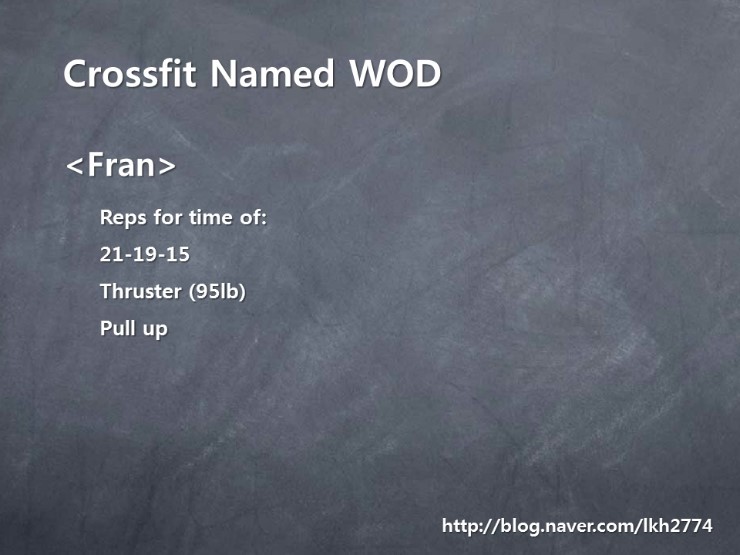 Crossfit Named WOD
<Fran>
Reps for time of:
21-19-15
Thruster (95lb)
Pull up
http://blog.naver.com/lkh2774